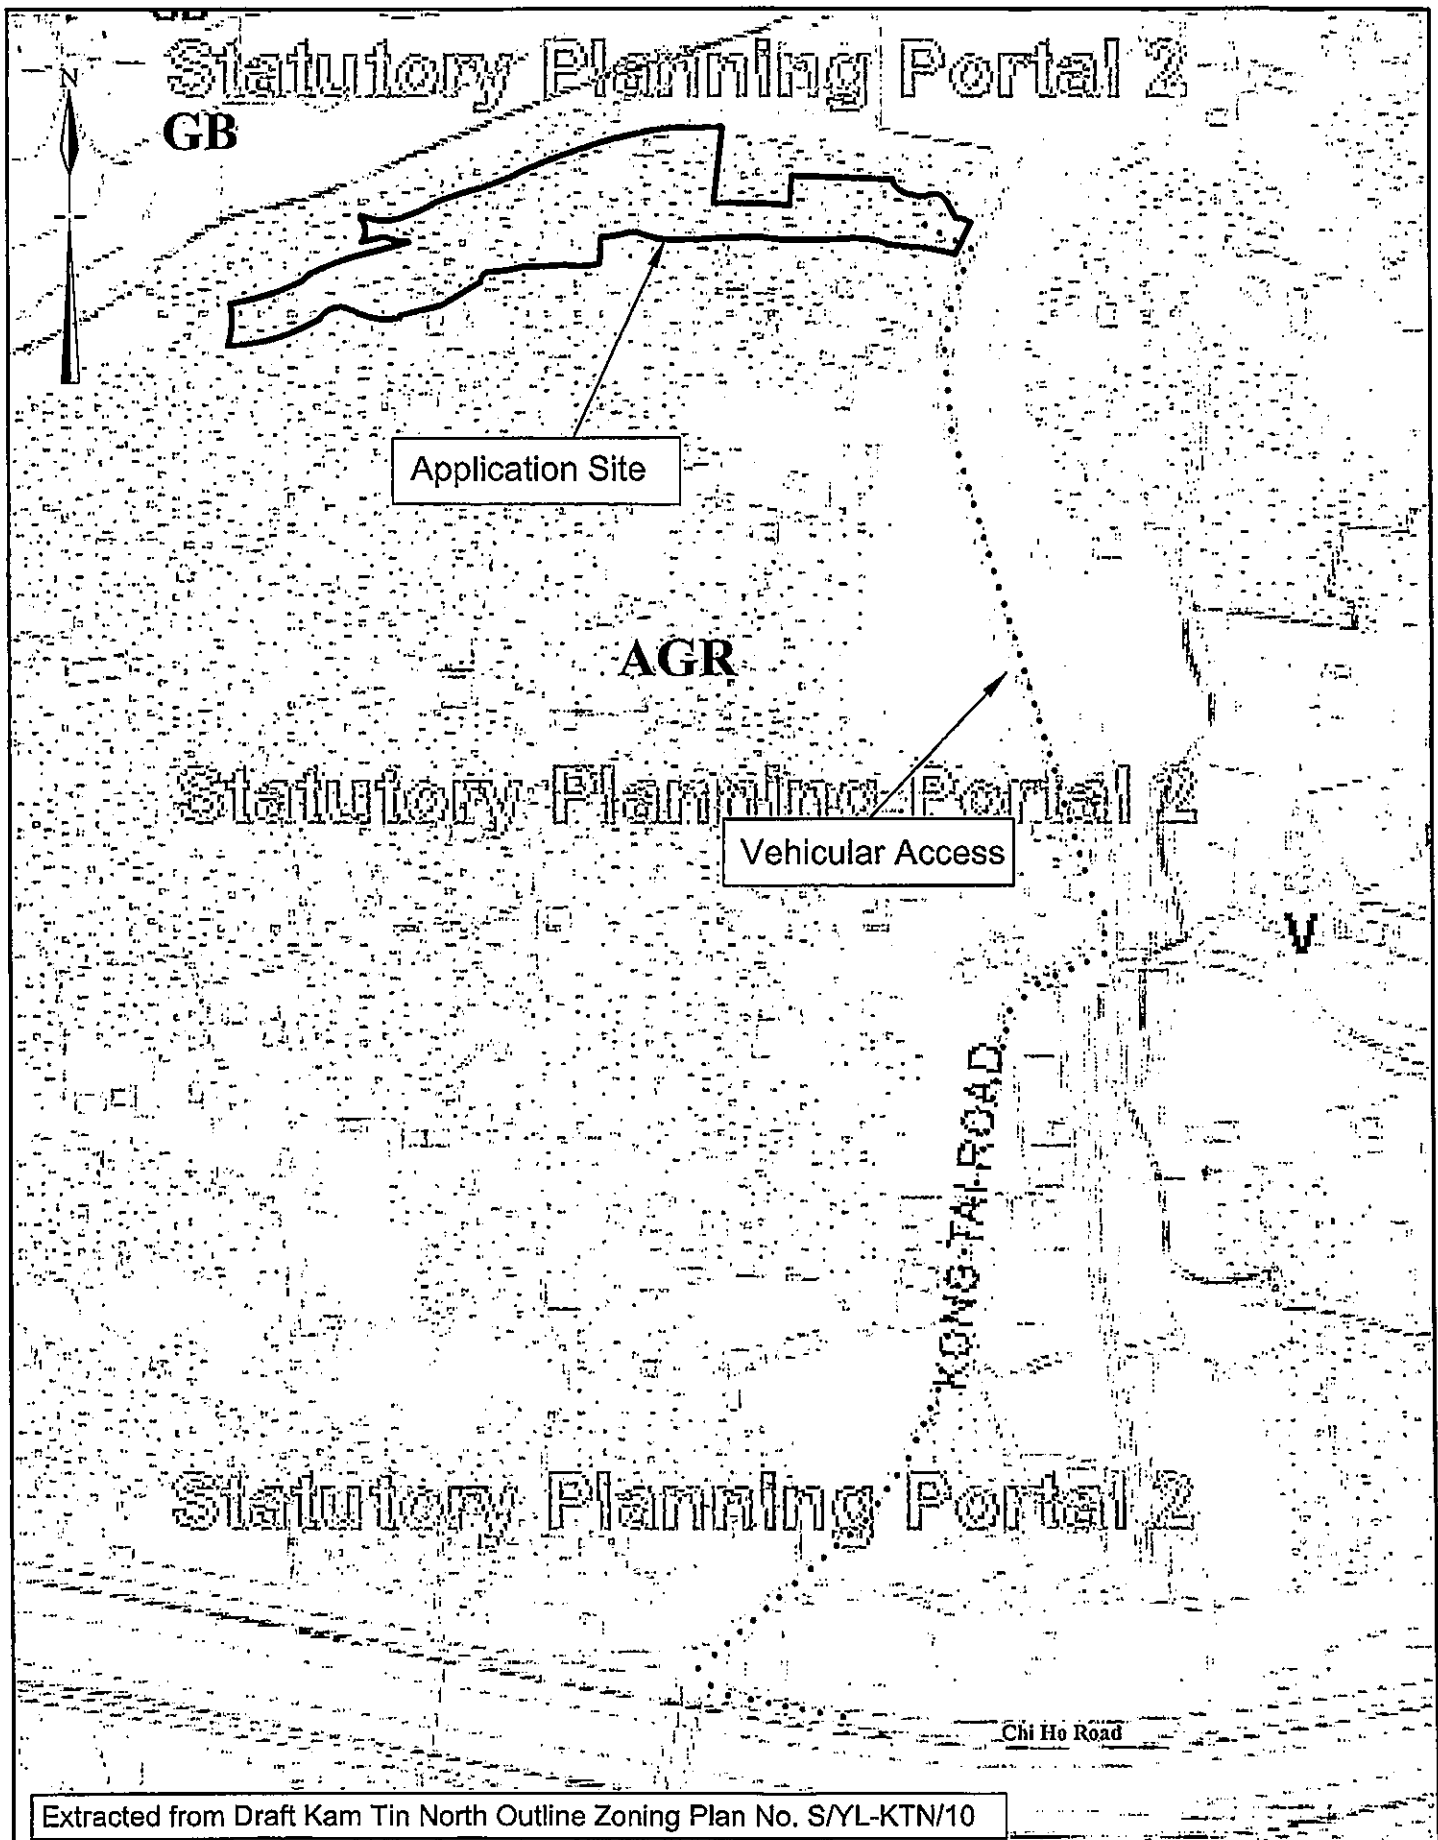 Statutory Planning Portal 2
N
GB
Application Site
AGR
Statutory Planning Portal 2
Vehicular Access
V
KONG TAI ROAD
Statutory Planning Portal 2
Chi Ho Road
Extracted from Draft Kam Tin North Outline Zoning Plan No. S/YL-KTN/10